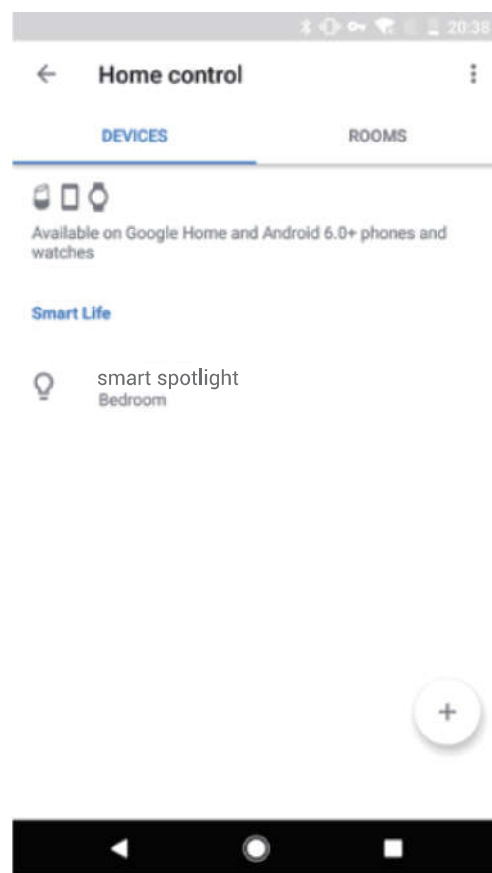 20:38
Home control
DEVICES ROOMS
Available on Google Home and Android 6.0+ phones and
watches
Smart Life
smart spotlight
Bedroom